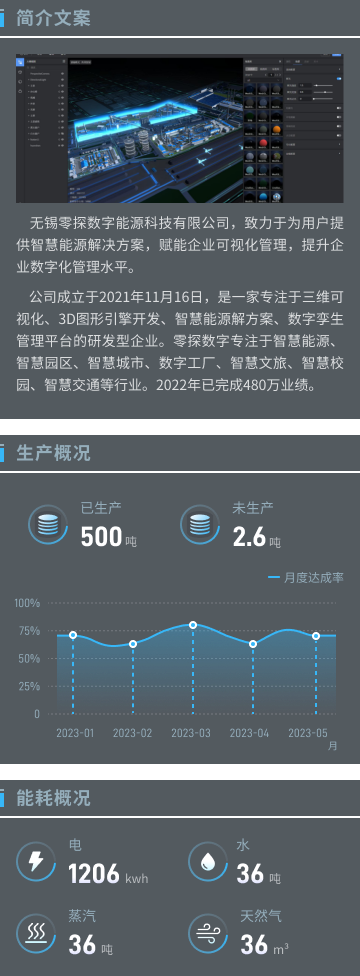 简介文案
无锡零探数字能源科技有限公司，致力于为用户提
供智慧能源解决方案，赋能企业可视化管理，提升企
业数字化管理水平。
公司成立于2021年11月16日，是一家专注于三维可
视化、3D图形引擎开发、智慧能源解方案、数字孪生
管理平台的研发型企业。零探数字专注于智慧能源、
智慧园区、智慧城市、数字工厂、智慧文旅、智慧校
园、智慧交通等行业。2022年已完成480万业绩。
生产概况
已生产
500吨
未生产
2.6吨
月度达成率
100%
75%
50%
25%
0
2023-01 2023-02 2023-03 2023-04 2023-05
月
能耗概况
电
1206 kwh
水
36 吨
蒸汽
36 吨
天然气
36 m³